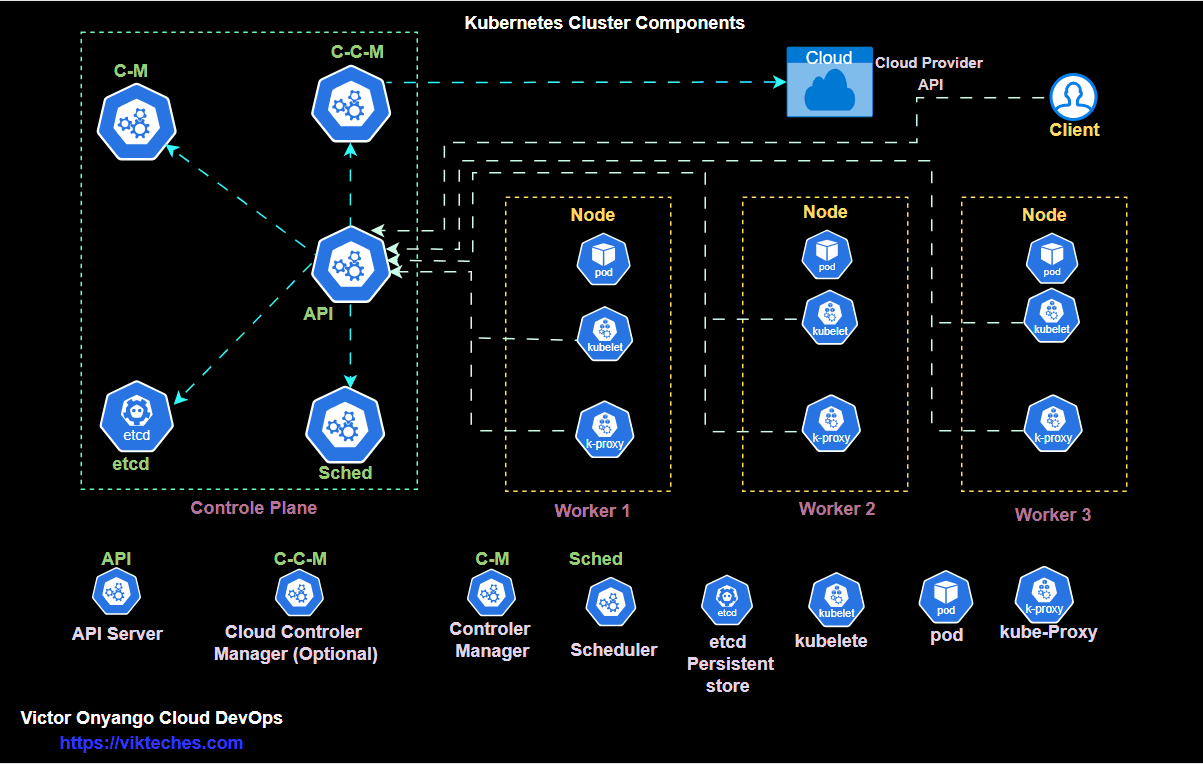 Kubernetes Cluster Components
C-M
C-C-M
Cloud
Cloud Provider
API
Client
API
etcd
etcd
Sched
Controle Plane
Node
pod
kubelet
k-proxy
Worker 1
Node
pod
kubelet
k-proxy
Worker 2
Node
pod
kubelet
k-proxy
Worker 3
API
API Server
C-C-M
Cloud Controler
Manager (Optional)
C-M
Controler
Manager
Sched
Scheduler
etcd
etcd
Persistent
store
kubelet
kubelete
pod
pod
k-proxy
kube-Proxy
Victor Onyango Cloud DevOps
https://vikteches.com